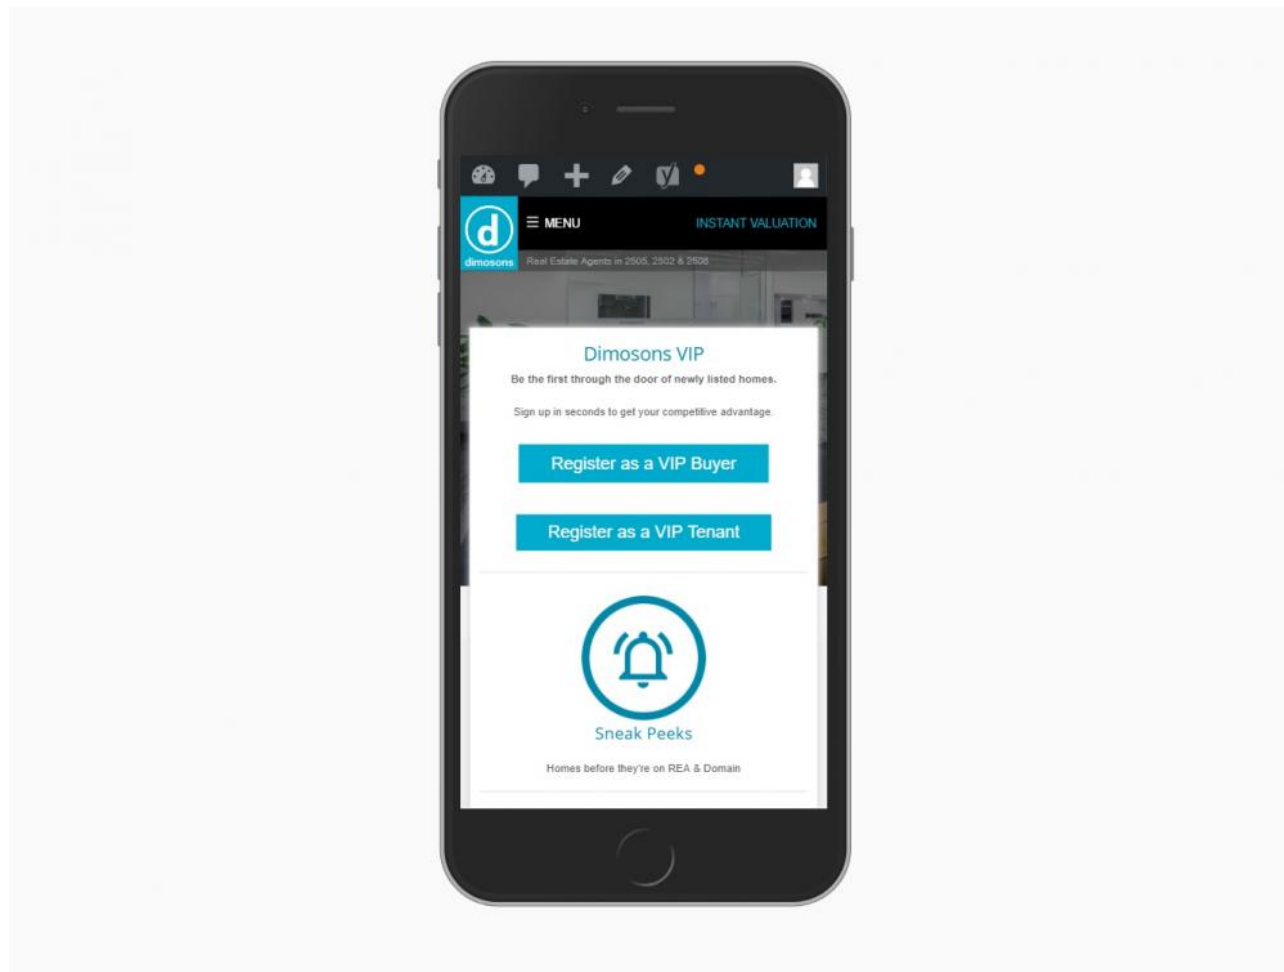 MENU
INSTANT VALUATION
d
dimosons
Real Estate Agents in 2505, 2502 & 2506
Dimosons VIP
Be the first through the door of newly listed homes.
Sign up in seconds to get your competitive advantage.
Register as a VIP Buyer
Register as a VIP Tenant
Sneak Peeks
Homes before they're on REA & Domain